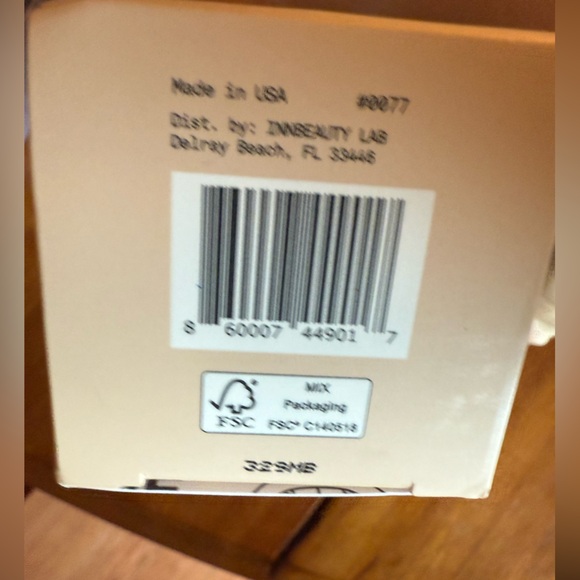 Made in USA #0077
Dist. by: INNBEAUTY LAB
Delray Beach, FL 33446
8 60007 44901 7
MIX
Packaging
FSC FSC® C140518
329MB